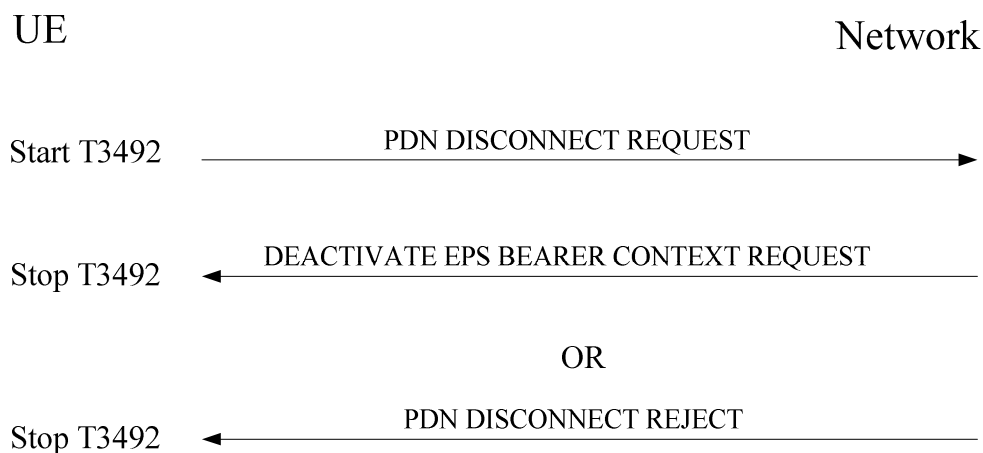 UE
Network
Start T3492
PDN DISCONNECT REQUEST
DEACTIVATE EPS BEARER CONTEXT REQUEST
Stop T3492
OR
PDN DISCONNECT REJECT
Stop T3492